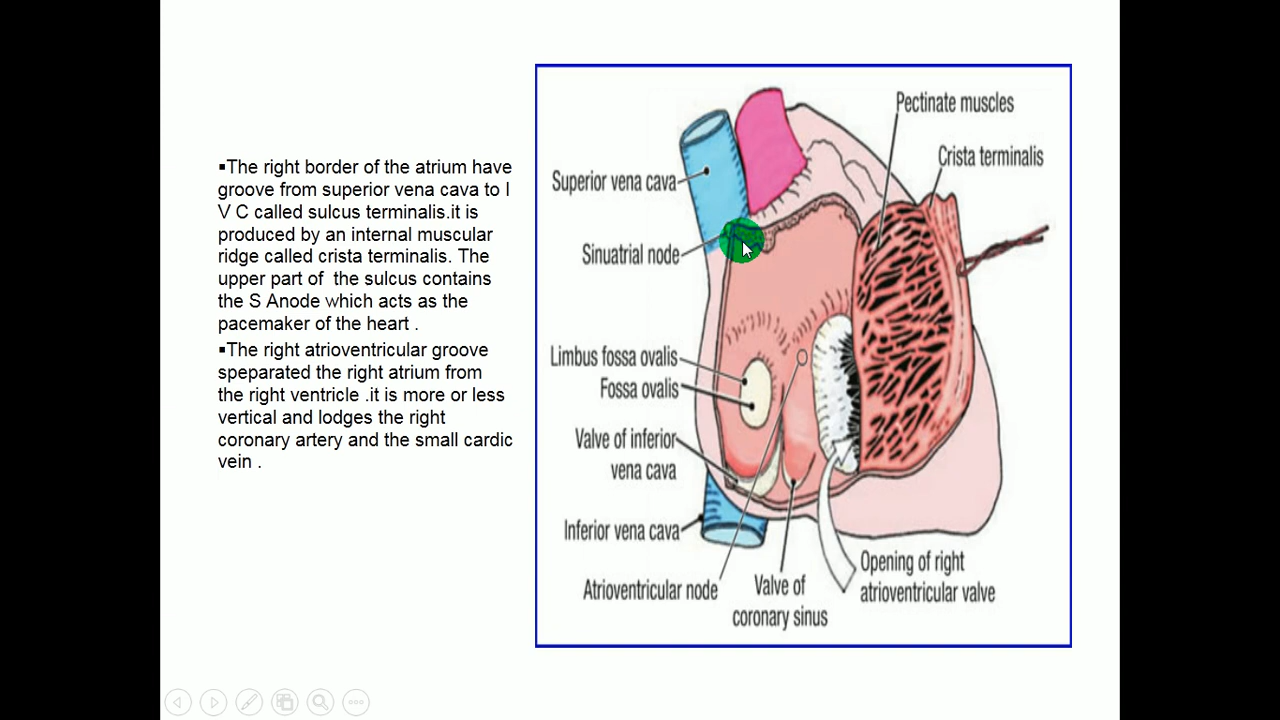 ▪The right border of the atrium have
groove from superior vena cava to I
V C called sulcus terminalis.it is
produced by an internal muscular
ridge called crista terminalis. The
upper part of  the sulcus contains
the S Anode which acts as the
pacemaker of the heart .
▪The right atrioventricular groove
speparated the right atrium from
the right ventricle .it is more or less
vertical and lodges the right
coronary artery and the small cardic
vein .
Pectinate muscles
Crista terminalis
Superior vena cava
Sinuatrial node
Limbus fossa ovalis
Fossa ovalis
Valve of inferior
vena cava
Inferior vena cava
Atrioventricular node
Valve of
coronary sinus
Opening of right
atrioventricular valve